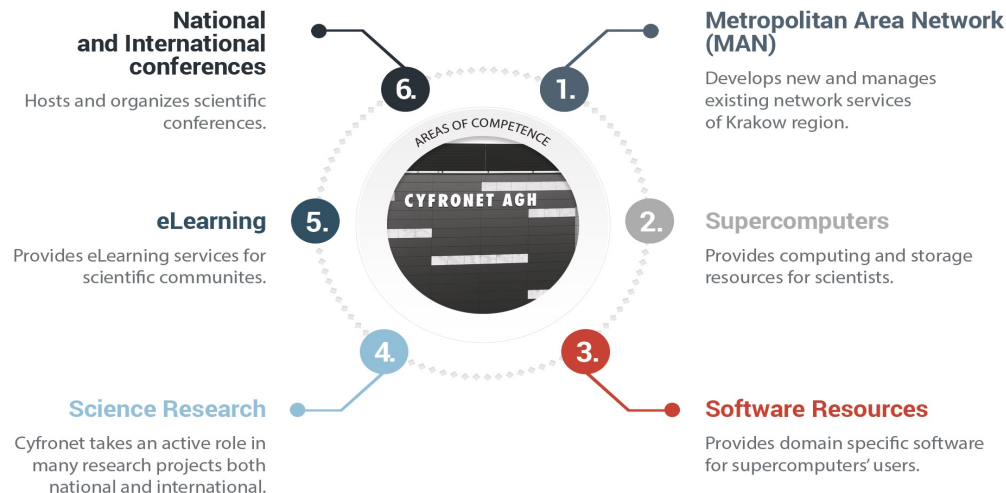 AREAS OF COMPETENCE
CYFRONET AGH
1.
Metropolitan Area Network
(MAN)
Develops new and manages
existing network services
of Krakow region.
2.
Supercomputers
Provides computing and storage
resources for scientists.
3.
Software Resources
Provides domain specific software
for supercomputers' users.
4.
Science Research
Cyfronet takes an active role in
many research projects both
national and international.
5.
eLearning
Provides eLearning services for
scientific communites.
6.
National
and International
conferences
Hosts and organizes scientific
conferences.